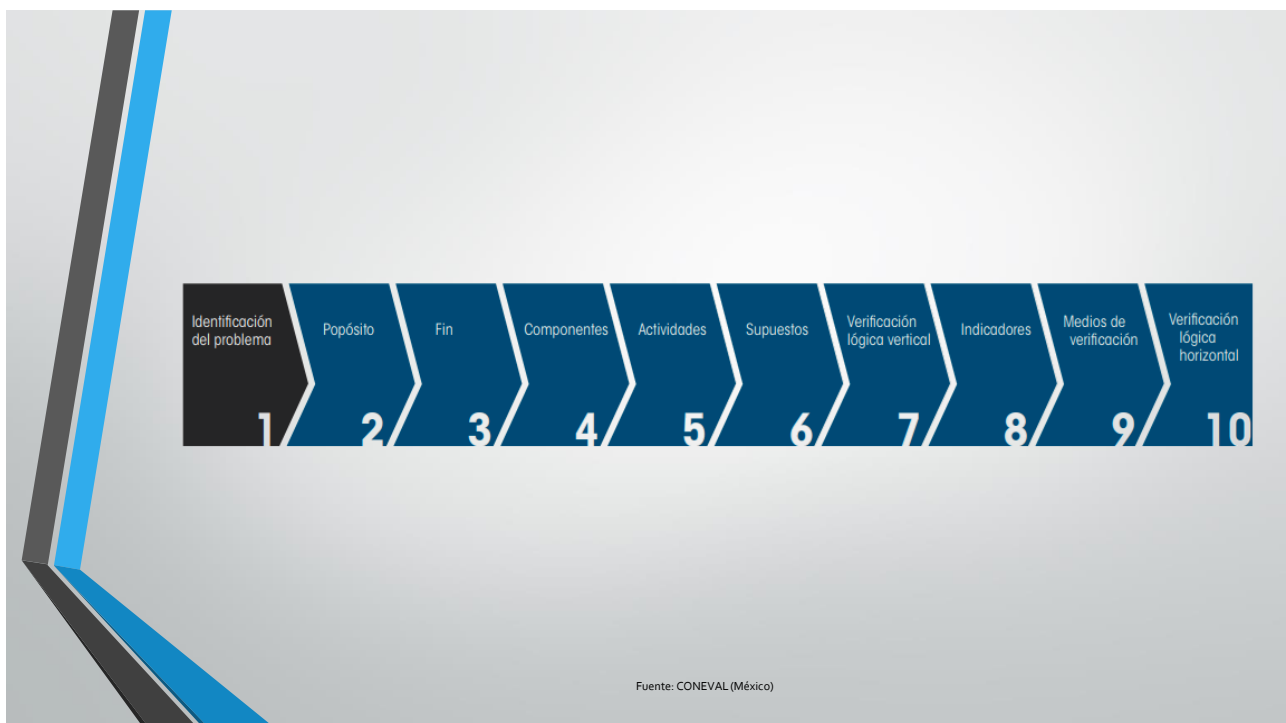 Identificación
del problema
1
Popósito
2
Fin
3
Componentes
4
Actividades
5
Supuestos
6
Verificación
lógica vertical
7
Indicadores
8
Medios de
verificación
9
Verificación
lógica
horizontal
10
Fuente: CONEVAL (México)